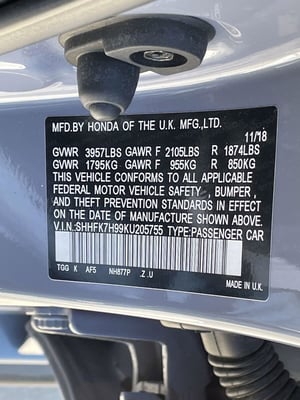 MFD.BY HONDA OF THE U.K. MFG.,LTD.
11/18
GVWR 3957LBS GAWR F 2105LBS R 1874LBS
GVWR 1795KG GAWR F 955KG R 850KG
THIS VEHICLE CONFORMS TO ALL APPLICABLE
FEDERAL MOTOR VEHICLE SAFETY , BUMPER ,
AND THEFT PREVENTION STANDARDS IN EFFECT
ON THE DATE OF MANUFACTURE SHOWN ABOVE.
V.I.N:SHHFK7H99KU205755 TYPE:PASSENGER CAR
TGG K AF5 NH877P .Z .U
MADE IN U.K.